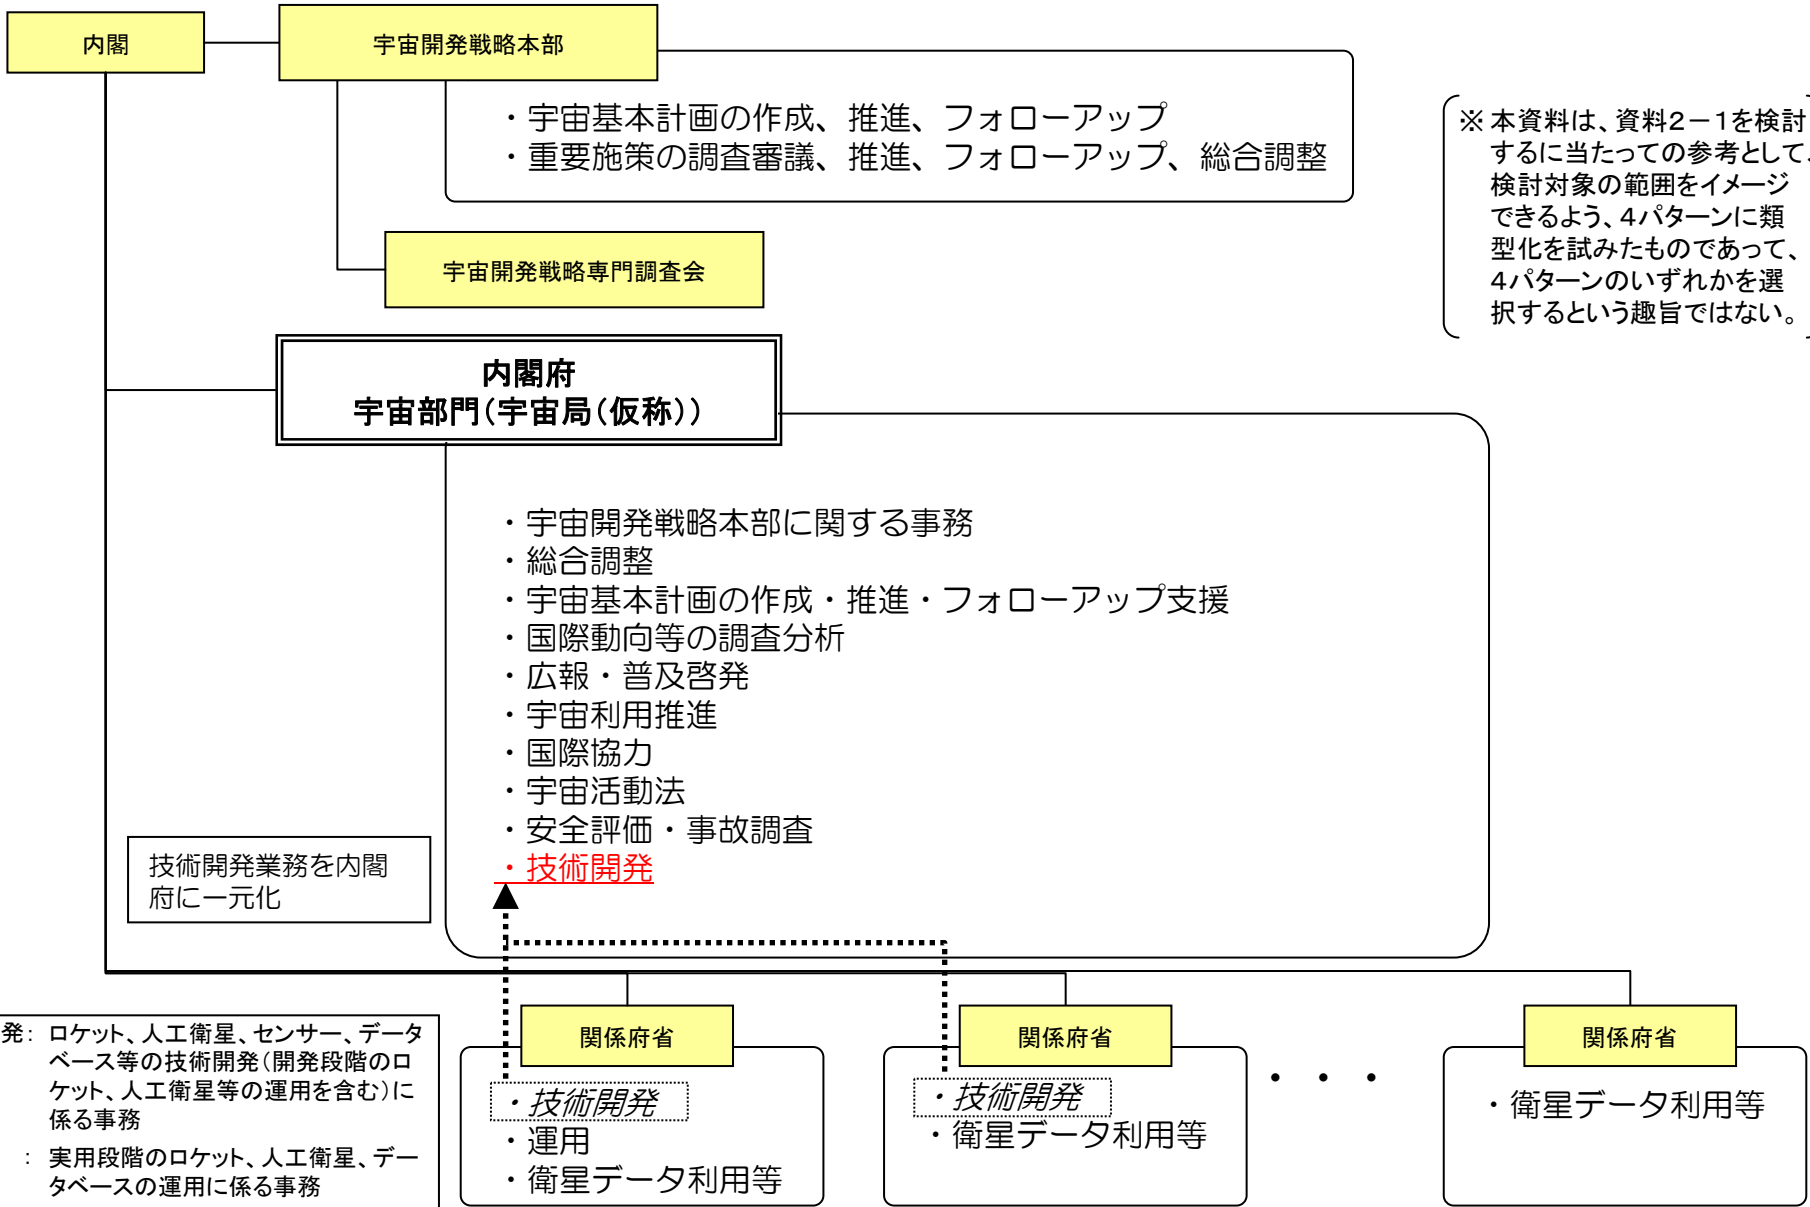 内閣
宇宙開発戦略本部
・宇宙基本計画の作成、推進、フォローアップ
・重要施策の調査審議、推進、フォローアップ、総合調整
※ 本資料は、資料2－1を検討
するに当たっての参考として、
検討対象の範囲をイメージ
できるよう、4パターンに類
型化を試みたものであって、
4パターンのいずれかを選
択するという趣旨ではない。
宇宙開発戦略専門調査会
内閣府
宇宙部門(宇宙局(仮称))
・宇宙開発戦略本部に関する事務
・総合調整
・宇宙基本計画の作成・推進・フォローアップ支援
・国際動向等の調査分析
・広報・普及啓発
・宇宙利用推進
・国際協力
・宇宙活動法
・安全評価・事故調査
・技術開発
技術開発業務を内閣
府に一元化
発: ロケット、人工衛星、センサー、データ
ベース等の技術開発(開発段階のロ
ケット、人工衛星等の運用を含む)に
係る事務
: 実用段階のロケット、人工衛星、デー
タベースの運用に係る事務
関係府省
・技術開発
・運用
・衛星データ利用等
関係府省
・技術開発
・衛星データ利用等
・・・
関係府省
・衛星データ利用等